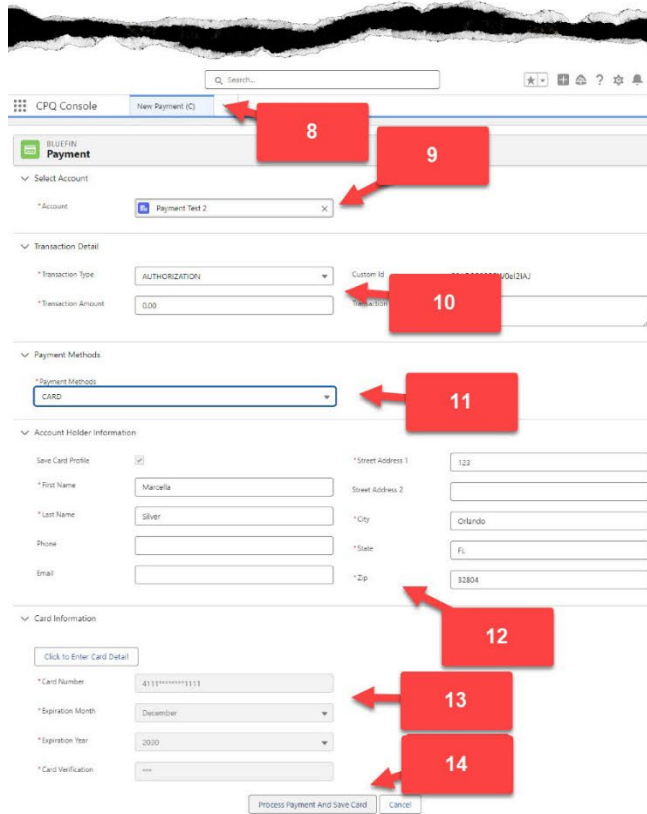 Search...
CPQ Console
New Payment (C)
8
BLUEFIN
Payment
9
Select Account
*Account
Payment Test 2
Transaction Detail
*Transaction Type
AUTHORIZATION
Custom Id
10
*Transaction Amount
0.00
Transaction
Payment Methods
*Payment Methods
CARD
11
Account Holder Information
Save Card Profile
*Street Address 1
123
*First Name
Marcella
Street Address 2
*Last Name
Silver
*City
Orlando
Phone
*State
FL
Email
*Zip
32804
12
Card Information
Click to Enter Card Detail
*Card Number
4111********1111
13
*Expiration Month
December
*Expiration Year
2030
14
*Card Verification
***
Process Payment And Save Card
Cancel